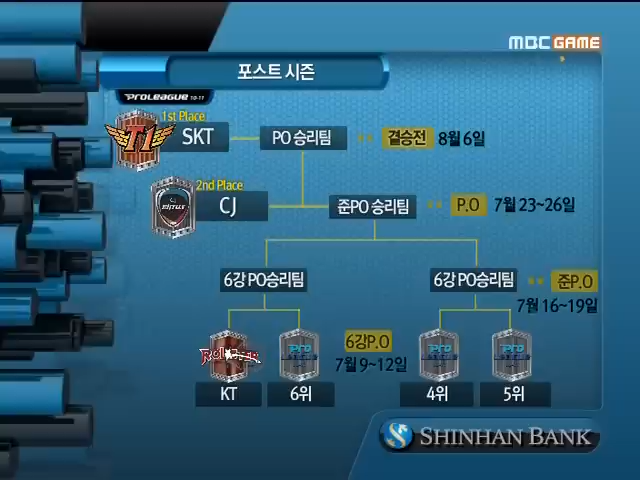 MBC GAME
포스트 시즌
PROLEAGUE 10-11
1st Place
T1 SKT PO 승리팀 결승전 8월 6일
2nd Place
CJ ENTUS CJ 준PO 승리팀 P.O 7월 23~26일
6강 PO승리팀 6강 PO승리팀 준P.O
7월 16~19일
6강P.O
7월 9~12일
KT 6위 4위 5위
SHINHAN BANK